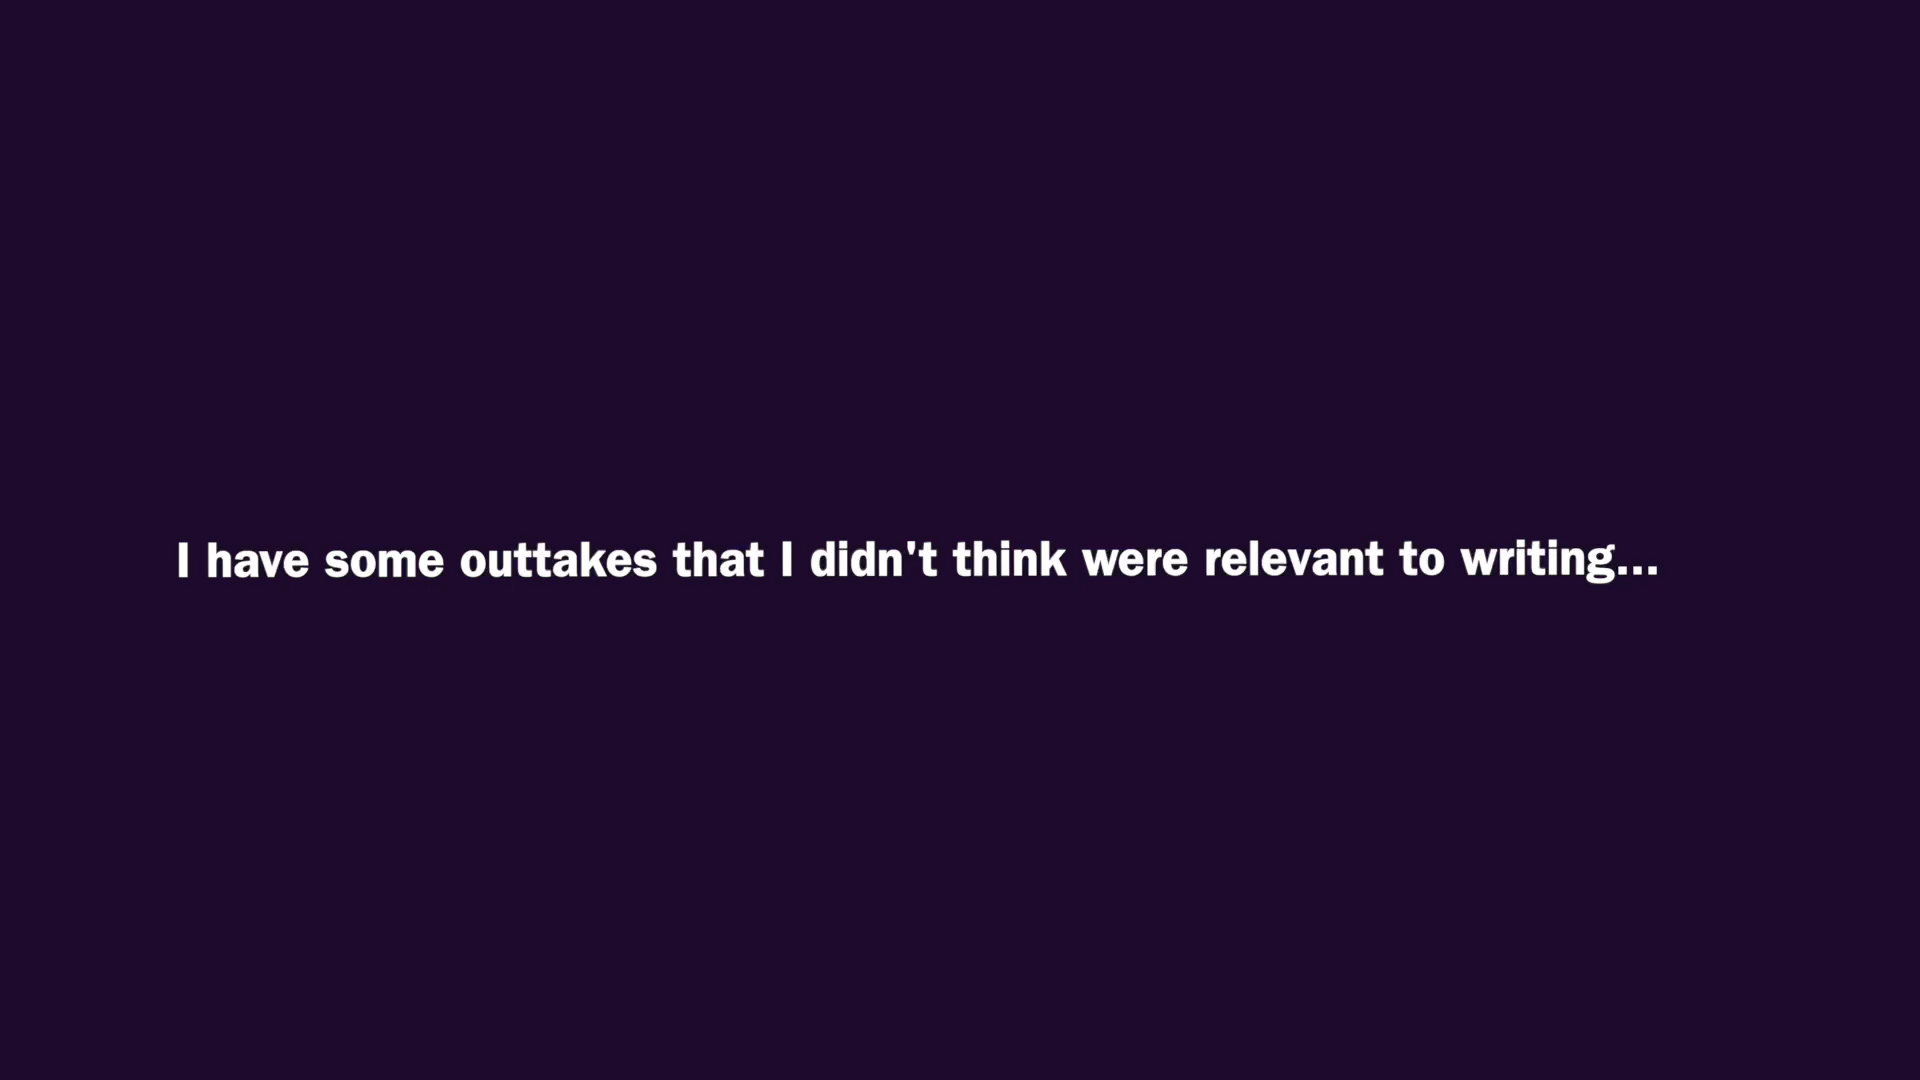 I have some outtakes that I didn't think were relevant to writing...